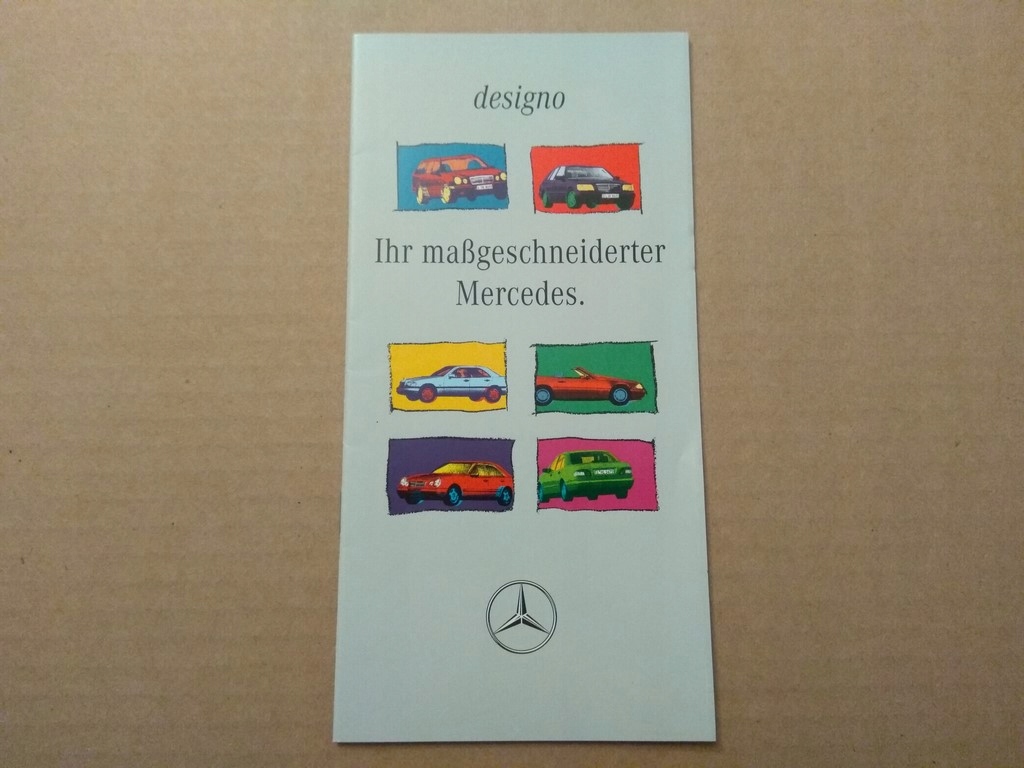 designo
Ihr maßgeschneiderter
Mercedes.